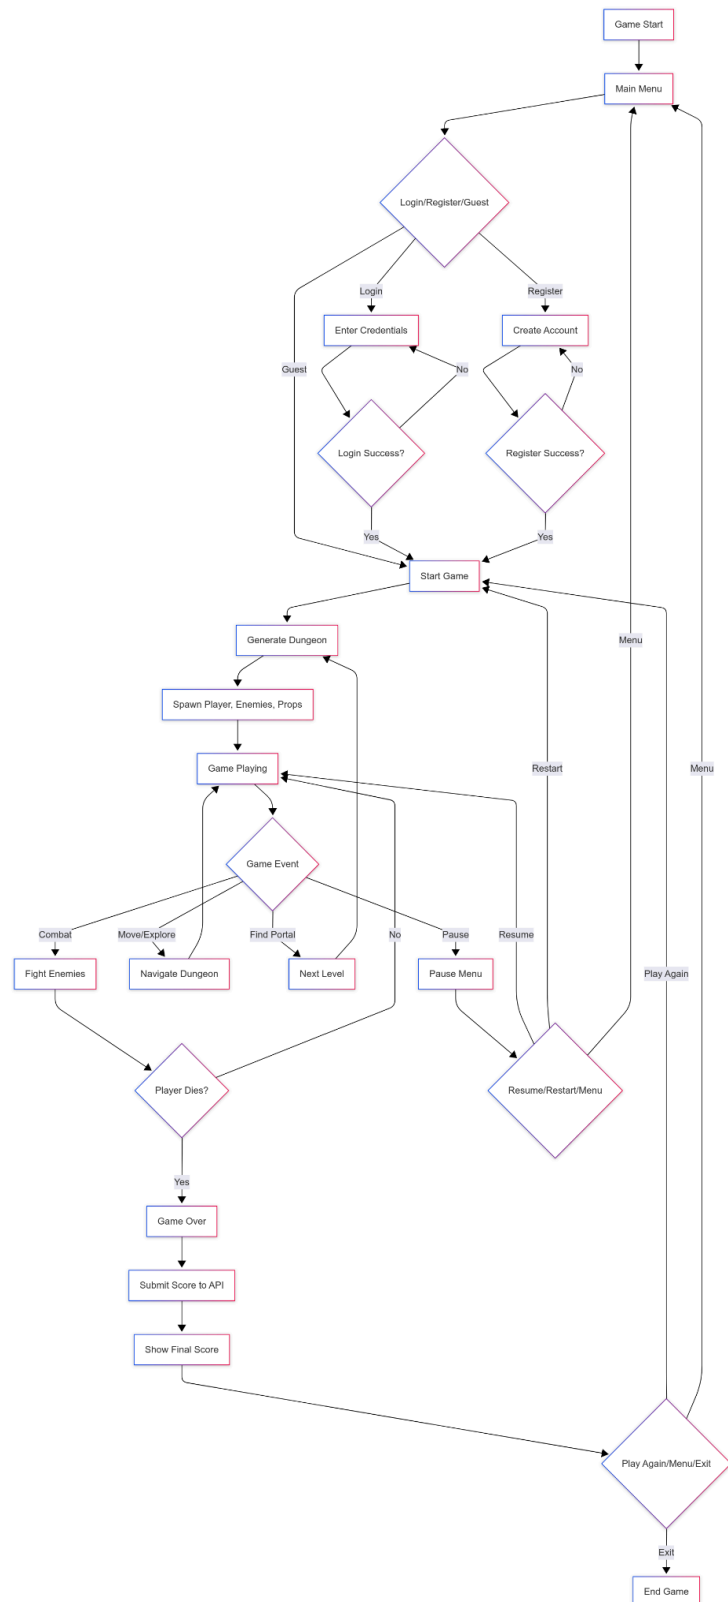 Game Start
Main Menu
Login/Register/Guest
Login
Register
Enter Credentials
Create Account
Guest
No
No
Login Success?
Register Success?
Yes
Yes
Start Game
Generate Dungeon
Menu
Spawn Player, Enemies, Props
Game Playing
Restart
Menu
Game Event
Combat
Move/Explore
Find Portal
No
Pause
Resume
Fight Enemies
Navigate Dungeon
Next Level
Pause Menu
Play Again
Player Dies?
Resume/Restart/Menu
Yes
Game Over
Submit Score to API
Show Final Score
Play Again/Menu/Exit
Exit
End Game